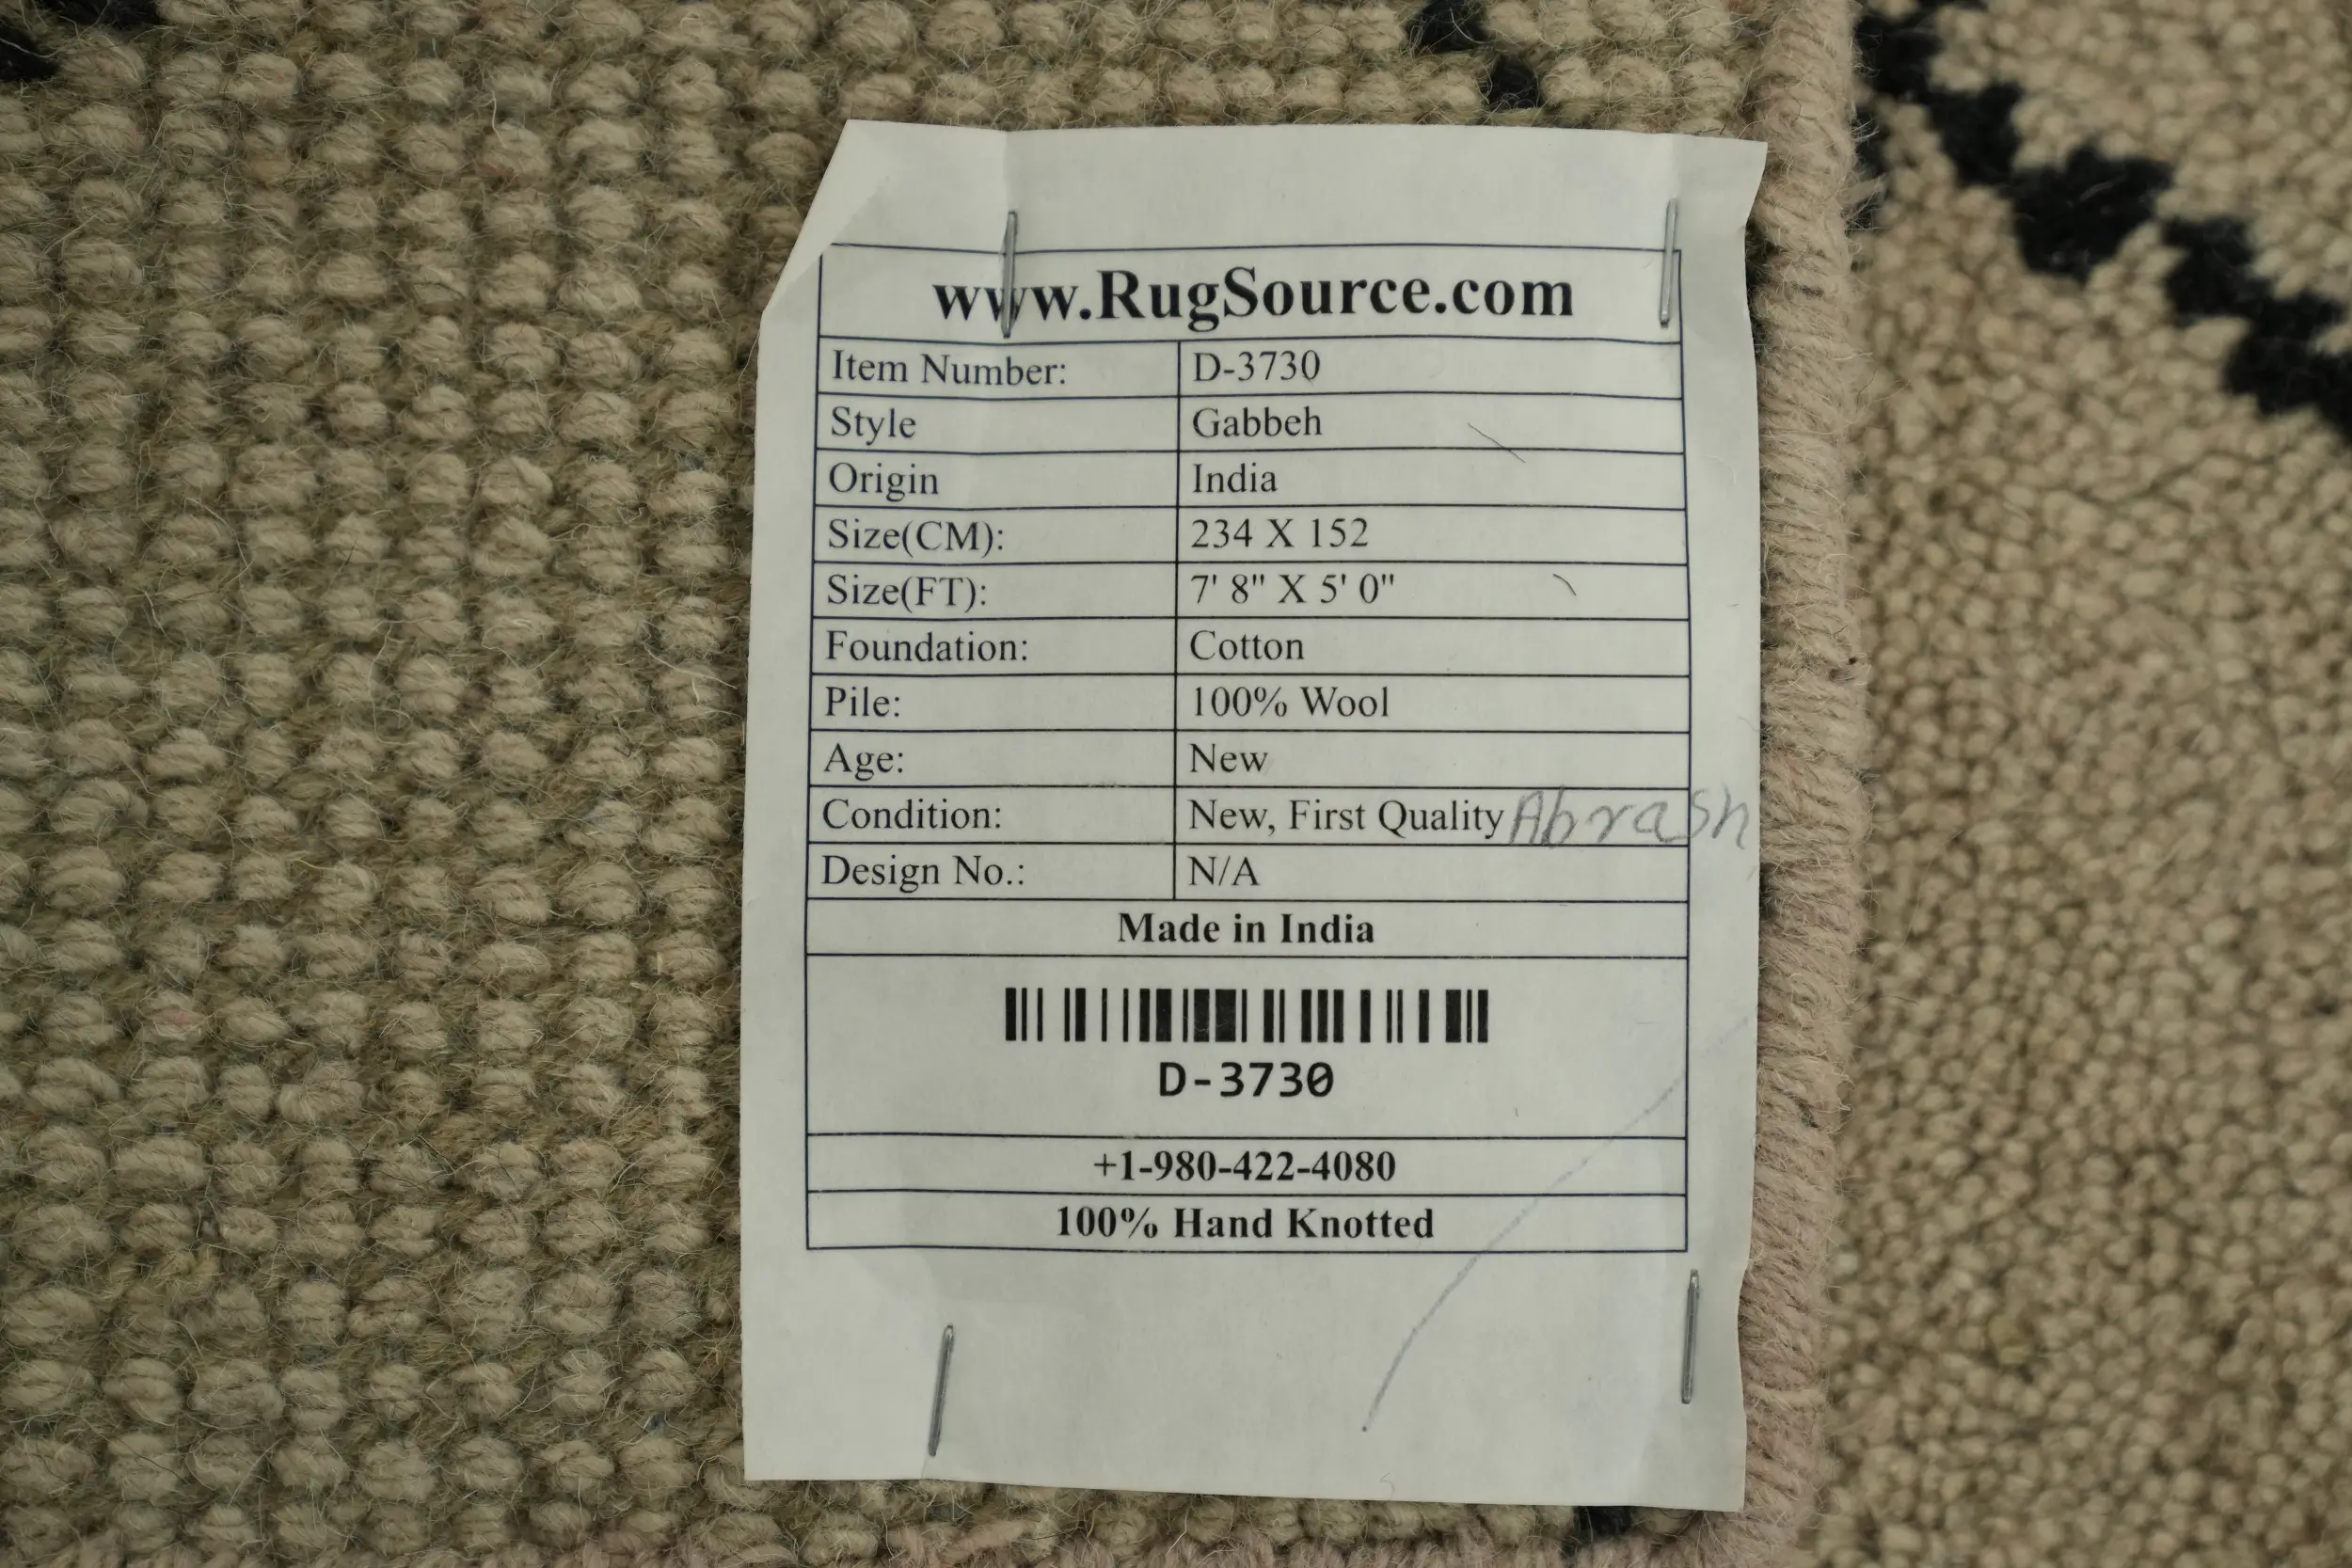 www.RugSource.com
Item Number: D-3730
Style Gabbeh
Origin India
Size(CM): 234 X 152
Size(FT): 7' 8" X 5' 0"
Foundation: Cotton
Pile: 100% Wool
Age: New
Condition: New, First Quality Abrash
Design No.: N/A
Made in India
D-3730
+1-980-422-4080
100% Hand Knotted